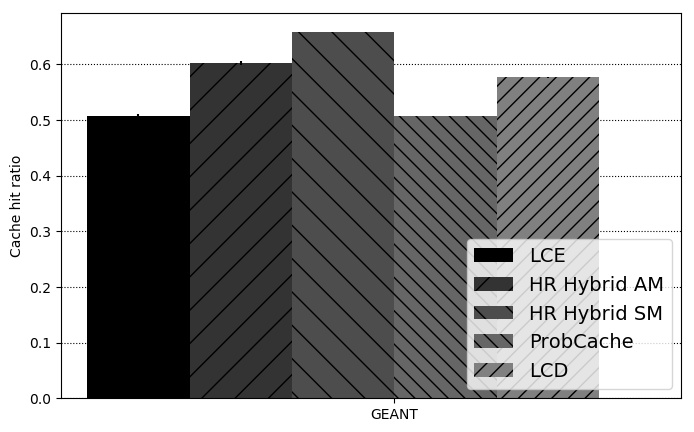 Cache hit ratio
0.6
0.5
0.4
0.3
0.2
0.1
0.0
GEANT
LCE
HR Hybrid AM
HR Hybrid SM
ProbCache
LCD